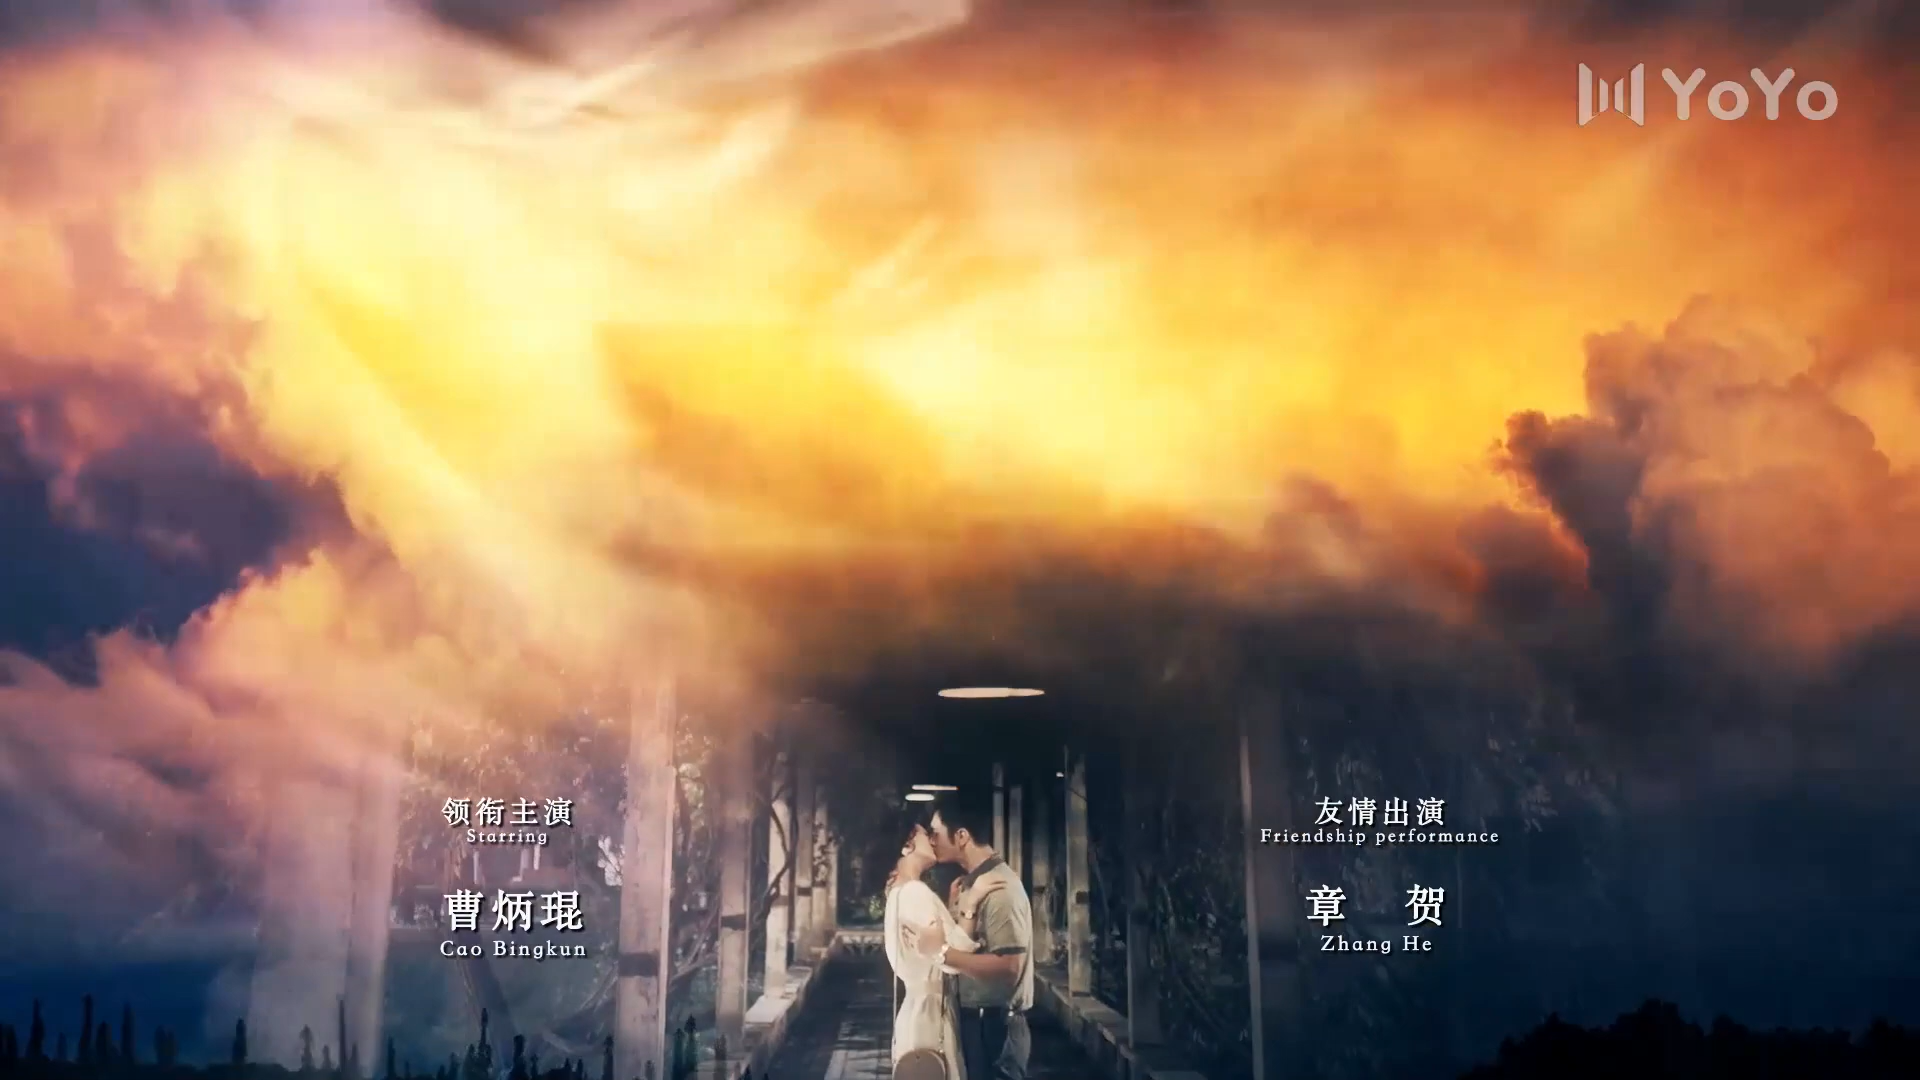 YoYo
领衔主演
Starring
曹炳琨
Cao Bingkun
友情出演
Friendship performance
章 贺
Zhang He